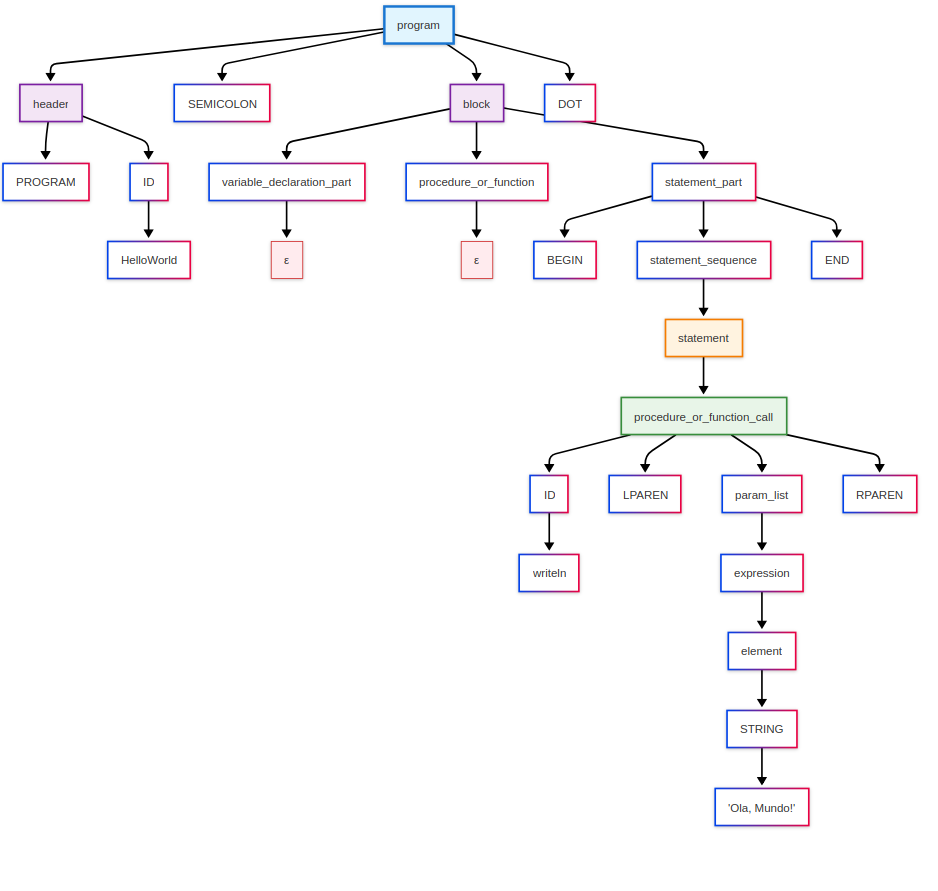 program
header
SEMICOLON
block
DOT
PROGRAM
ID
variable_declaration_part
procedure_or_function
statement_part
HelloWorld
ε
ε
BEGIN
statement_sequence
END
statement
procedure_or_function_call
ID
LPAREN
param_list
RPAREN
writeln
expression
element
STRING
'Ola, Mundo!'